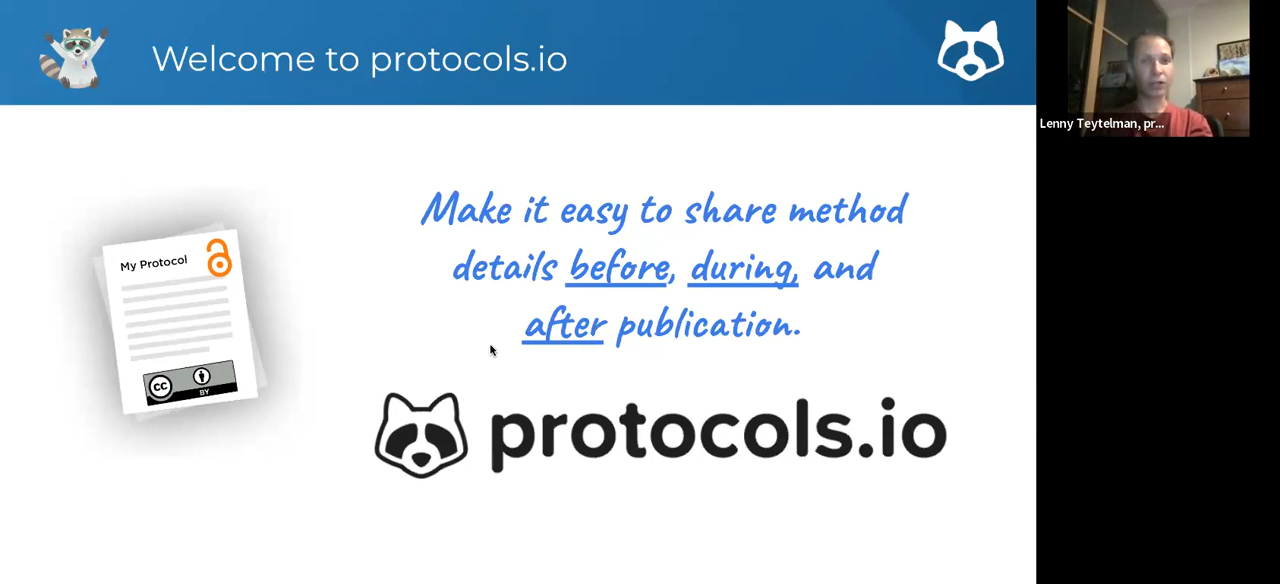 Welcome to protocols.io
Lenny Teytelman, pr...
Make it easy to share method
details before, during, and
after publication.
My Protocol
CC
BY
protocols.io